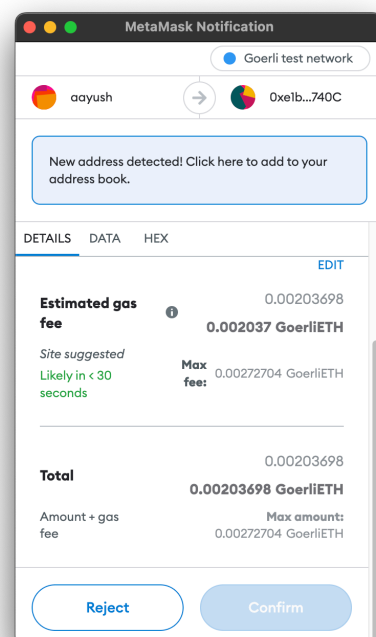 MetaMask Notification
Goerli test network
aayush
0xe1b...740C
New address detected! Click here to add to your
address book.
DETAILS
DATA
HEX
EDIT
Estimated gas
fee
0.00203698
0.002037 GoerliETH
Site suggested
Likely in < 30
seconds
Max
fee:
0.00272704 GoerliETH
Total
0.00203698
0.00203698 GoerliETH
Amount + gas
fee
Max amount:
0.00272704 GoerliETH
Reject
Confirm